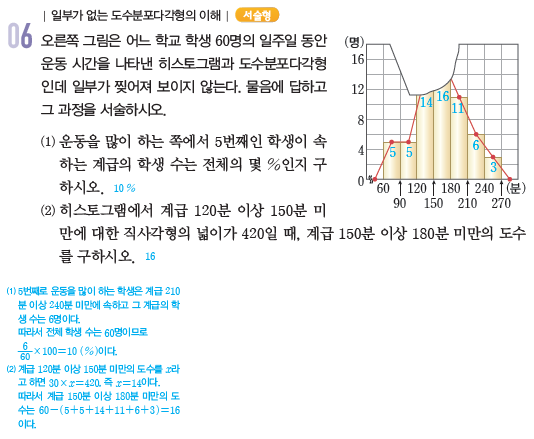 | 일부가 없는 도수분포다각형의 이해 | 서술형
06 오른쪽 그림은 어느 학교 학생 60명의 일주일 동안
운동 시간을 나타낸 히스토그램과 도수분포다각형
인데 일부가 찢어져 보이지 않는다. 물음에 답하고
그 과정을 서술하시오.
(1) 운동을 많이 하는 쪽에서 5번째인 학생이 속
하는 계급의 학생 수는 전체의 몇 %인지 구
하시오. 10 %
(2) 히스토그램에서 계급 120분 이상 150분 미
만에 대한 직사각형의 넓이가 420일 때, 계급 150분 이상 180분 미만의 도수
를 구하시오. 16
(명)
16
12
8
4
0
5
5
14
16
11
6
3
60 120 180 240 (분)
90 150 210 270
(1) 5번째로 운동을 많이 하는 학생은 계급 210
분 이상 240분 미만에 속하고 그 계급의 학
생 수는 6명이다.
따라서 전체 학생 수는 60명이므로
6/60 ×100=10 (%)이다.
(2) 계급 120분 이상 150분 미만의 도수를 x라
고 하면 30×x=420, 즉 x=14이다.
따라서 계급 150분 이상 180분 미만의 도
수는 60-(5+5+14+11+6+3)=16
이다.